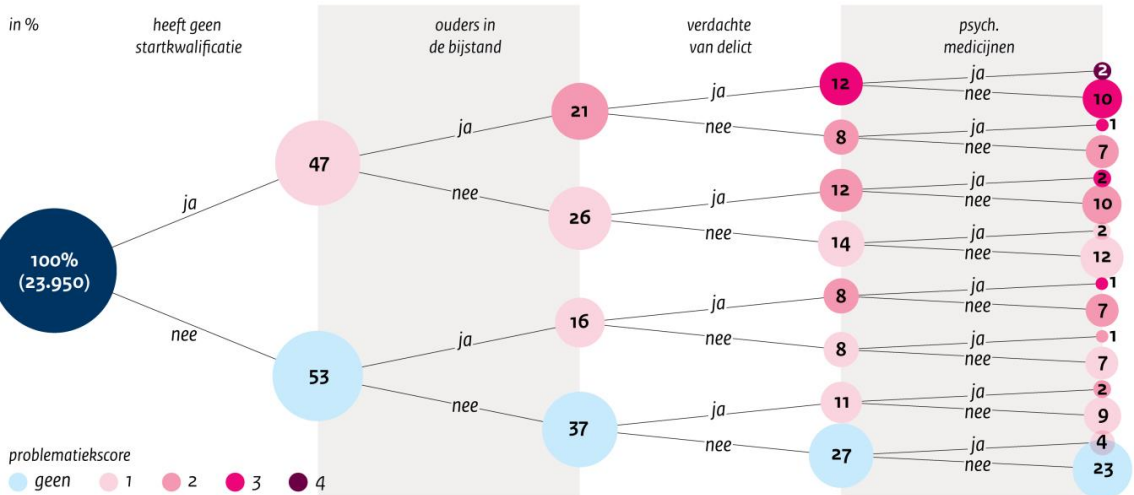 in %
heeft geen
startkwalificatie
ouders in
de bijstand
verdachte
van delict
psych.
medicijnen
100%
(23.950)
ja
nee
47
53
ja
nee
ja
nee
21
26
16
37
ja
nee
ja
nee
ja
nee
ja
nee
12
8
12
14
8
8
11
27
ja
nee
ja
nee
ja
nee
ja
nee
ja
nee
ja
nee
ja
nee
ja
nee
2
10
1
7
2
10
2
12
1
7
1
7
2
9
4
23
problematiekscore
geen 1 2 3 4